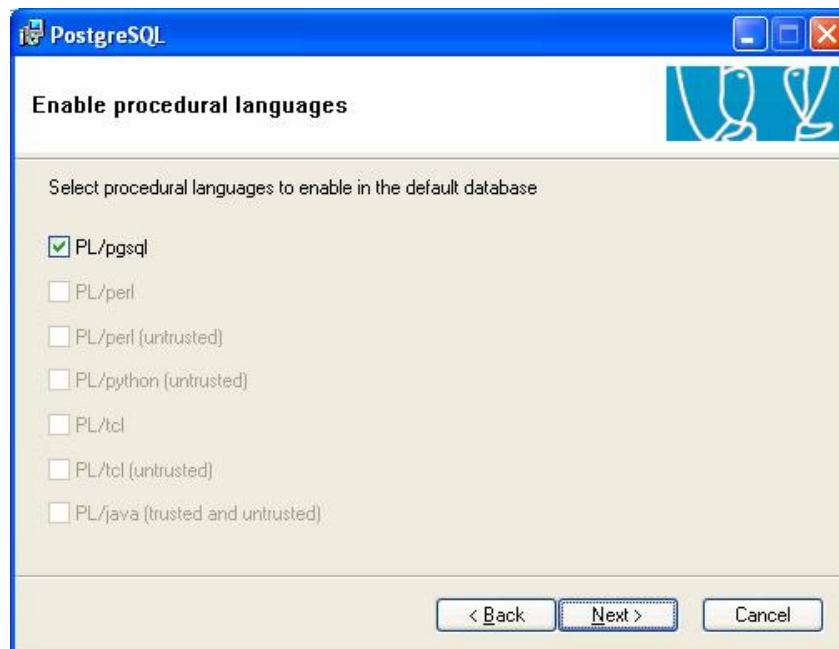 PostgreSQL
Enable procedural languages
Select procedural languages to enable in the default database
PL/pgsql
PL/perl
PL/perl (untrusted)
PL/python (untrusted)
PL/tcl
PL/tcl (untrusted)
PL/java (trusted and untrusted)
< Back Next > Cancel